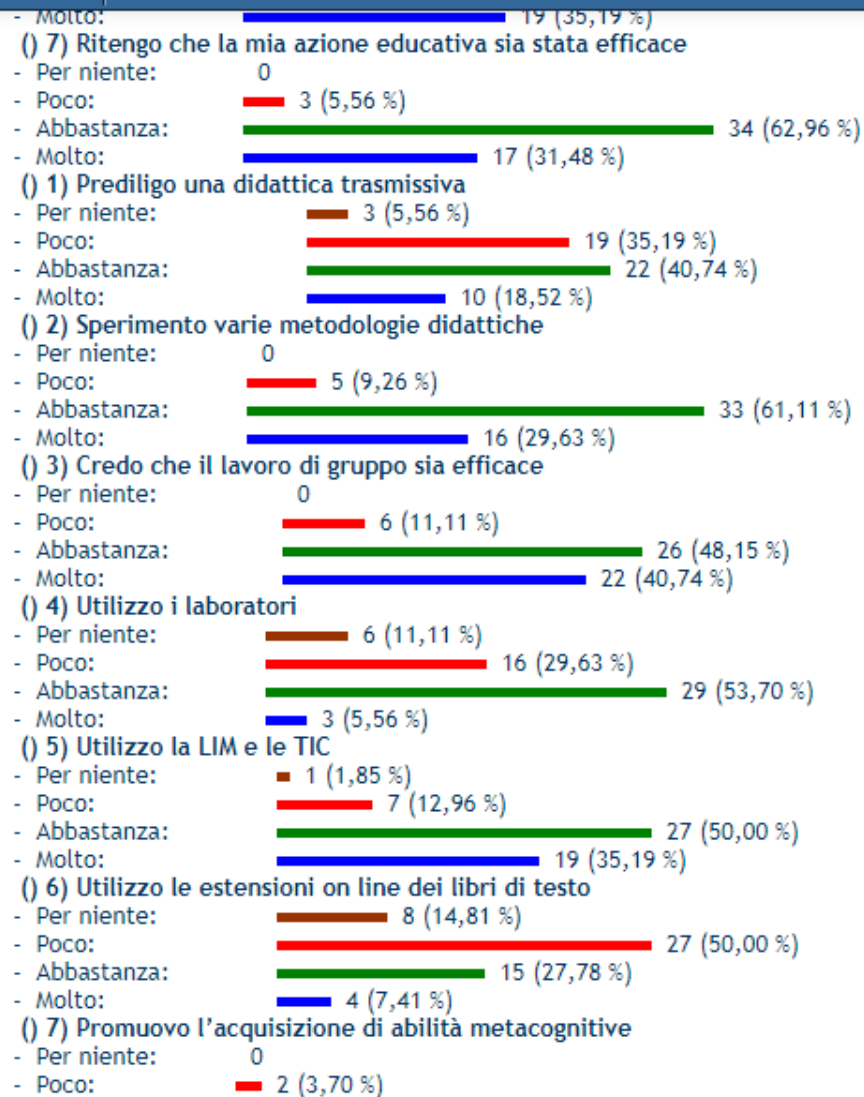 - Molto: 19 (35,19 %)
() 7) Ritengo che la mia azione educativa sia stata efficace
- Per niente: 0
- Poco: 3 (5,56 %)
- Abbastanza: 34 (62,96 %)
- Molto: 17 (31,48 %)
() 1) Prediligo una didattica trasmissiva
- Per niente: 3 (5,56 %)
- Poco: 19 (35,19 %)
- Abbastanza: 22 (40,74 %)
- Molto: 10 (18,52 %)
() 2) Sperimento varie metodologie didattiche
- Per niente: 0
- Poco: 5 (9,26 %)
- Abbastanza: 33 (61,11 %)
- Molto: 16 (29,63 %)
() 3) Credo che il lavoro di gruppo sia efficace
- Per niente: 0
- Poco: 6 (11,11 %)
- Abbastanza: 26 (48,15 %)
- Molto: 22 (40,74 %)
() 4) Utilizzo i laboratori
- Per niente: 6 (11,11 %)
- Poco: 16 (29,63 %)
- Abbastanza: 29 (53,70 %)
- Molto: 3 (5,56 %)
() 5) Utilizzo la LIM e le TIC
- Per niente: 1 (1,85 %)
- Poco: 7 (12,96 %)
- Abbastanza: 27 (50,00 %)
- Molto: 19 (35,19 %)
() 6) Utilizzo le estensioni on line dei libri di testo
- Per niente: 8 (14,81 %)
- Poco: 27 (50,00 %)
- Abbastanza: 15 (27,78 %)
- Molto: 4 (7,41 %)
() 7) Promuovo l’acquisizione di abilità metacognitive
- Per niente: 0
- Poco: 2 (3,70 %)